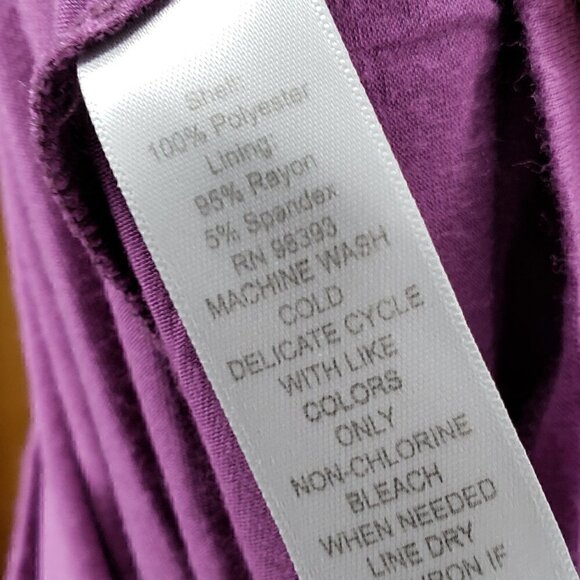 Shell:
100% Polyester
Lining:
95% Rayon
5% Spandex
RN 98393
MACHINE WASH
COLD
DELICATE CYCLE
WITH LIKE
COLORS
ONLY
NON-CHLORINE
BLEACH
WHEN NEEDED
LINE DRY
IRON IF